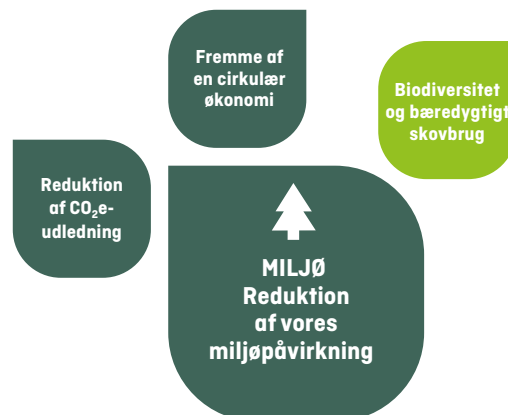 Fremme af
en cirkulær
økonomi
Biodiversitet
og bæredygtigt
skovbrug
Reduktion
af CO₂e-
udledning
MILJØ
Reduktion
af vores
miljøpåvirkning